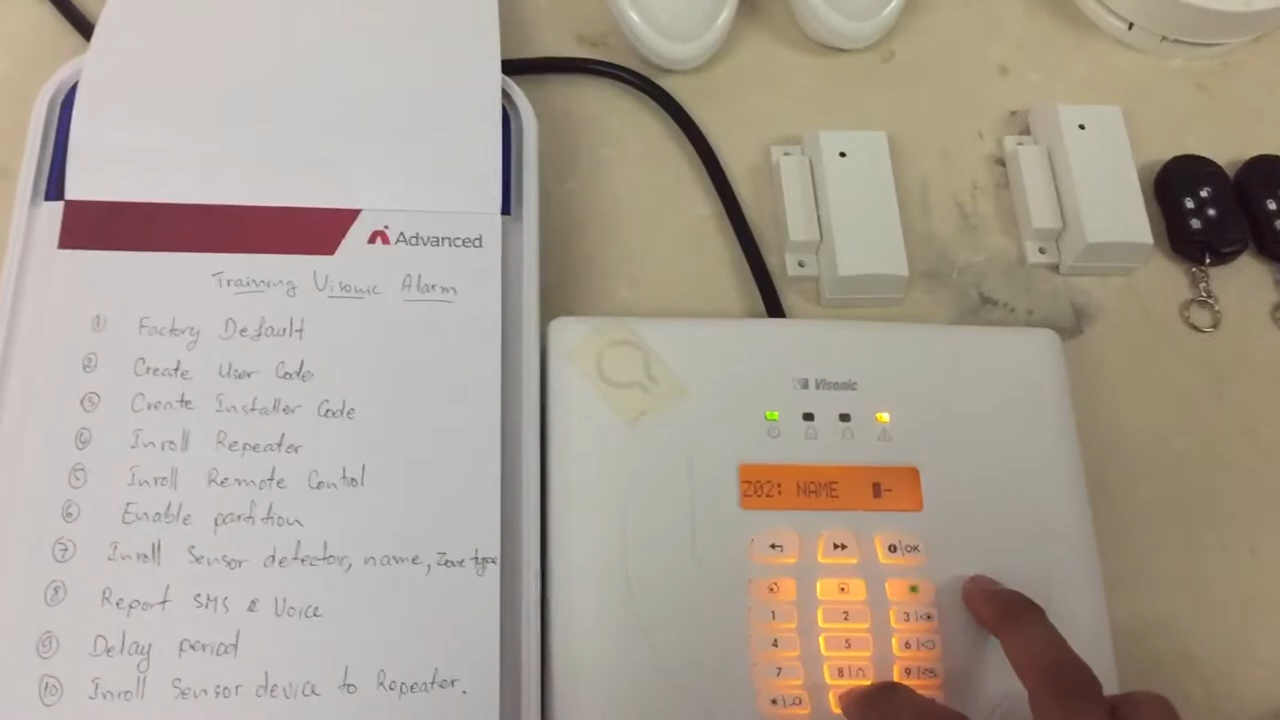 Advanced
Training Visonic Alarm
① Factory Default
② Create User Code
③ Create Installer Code
④ Inroll Repeater
⑤ Inroll Remote Control
⑥ Enable partition
⑦ Inroll Sensor detector, name, Zone type
⑧ Report SMS & Voice
⑨ Delay period
⑩ Inroll Sensor device to Repeater.
Visonic
Z02: NAME -
OK
1 2 3
4 5 6
7 8 9
*